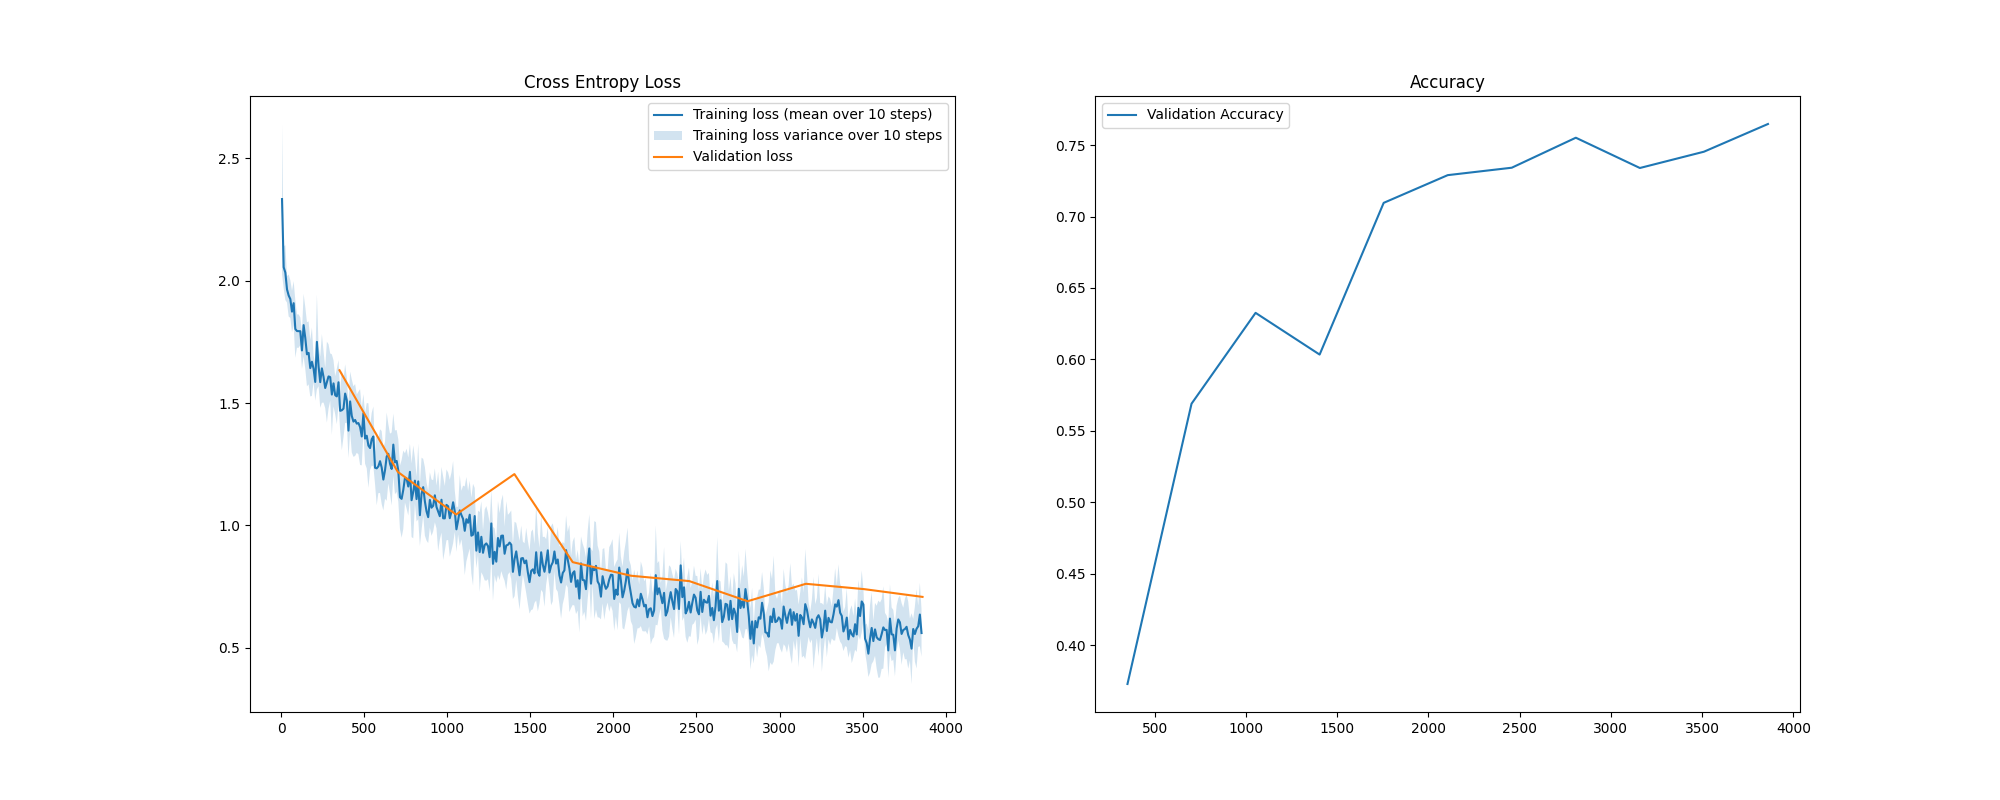 Cross Entropy Loss
Training loss (mean over 10 steps)
Training loss variance over 10 steps
Validation loss
2.5
2.0
1.5
1.0
0.5
0 500 1000 1500 2000 2500 3000 3500 4000
Accuracy
Validation Accuracy
0.75
0.70
0.65
0.60
0.55
0.50
0.45
0.40
500 1000 1500 2000 2500 3000 3500 4000